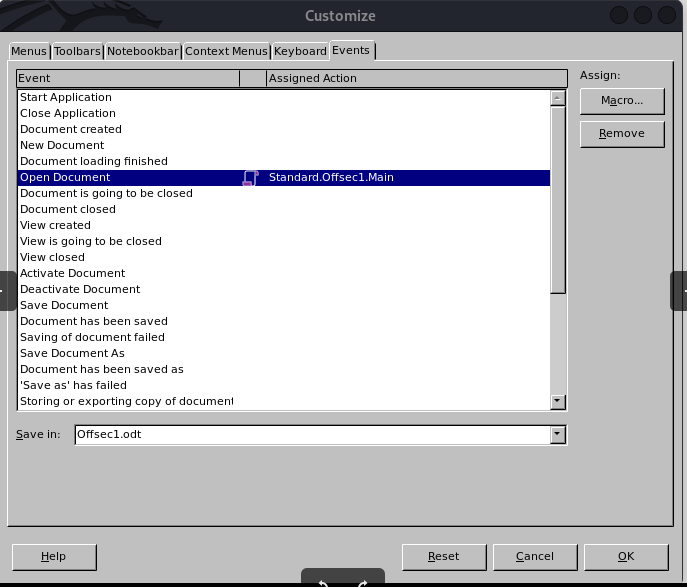 Customize
Menus Toolbars Notebookbar Context Menus Keyboard Events
Event Assigned Action
Assign:
Macro...
Remove
Start Application
Close Application
Document created
New Document
Document loading finished
Open Document Standard.Offsec1.Main
Document is going to be closed
Document closed
View created
View is going to be closed
View closed
Activate Document
Deactivate Document
Save Document
Document has been saved
Saving of document failed
Save Document As
Document has been saved as
'Save as' has failed
Storing or exporting copy of document
Save in: Offsec1.odt
Help Reset Cancel OK